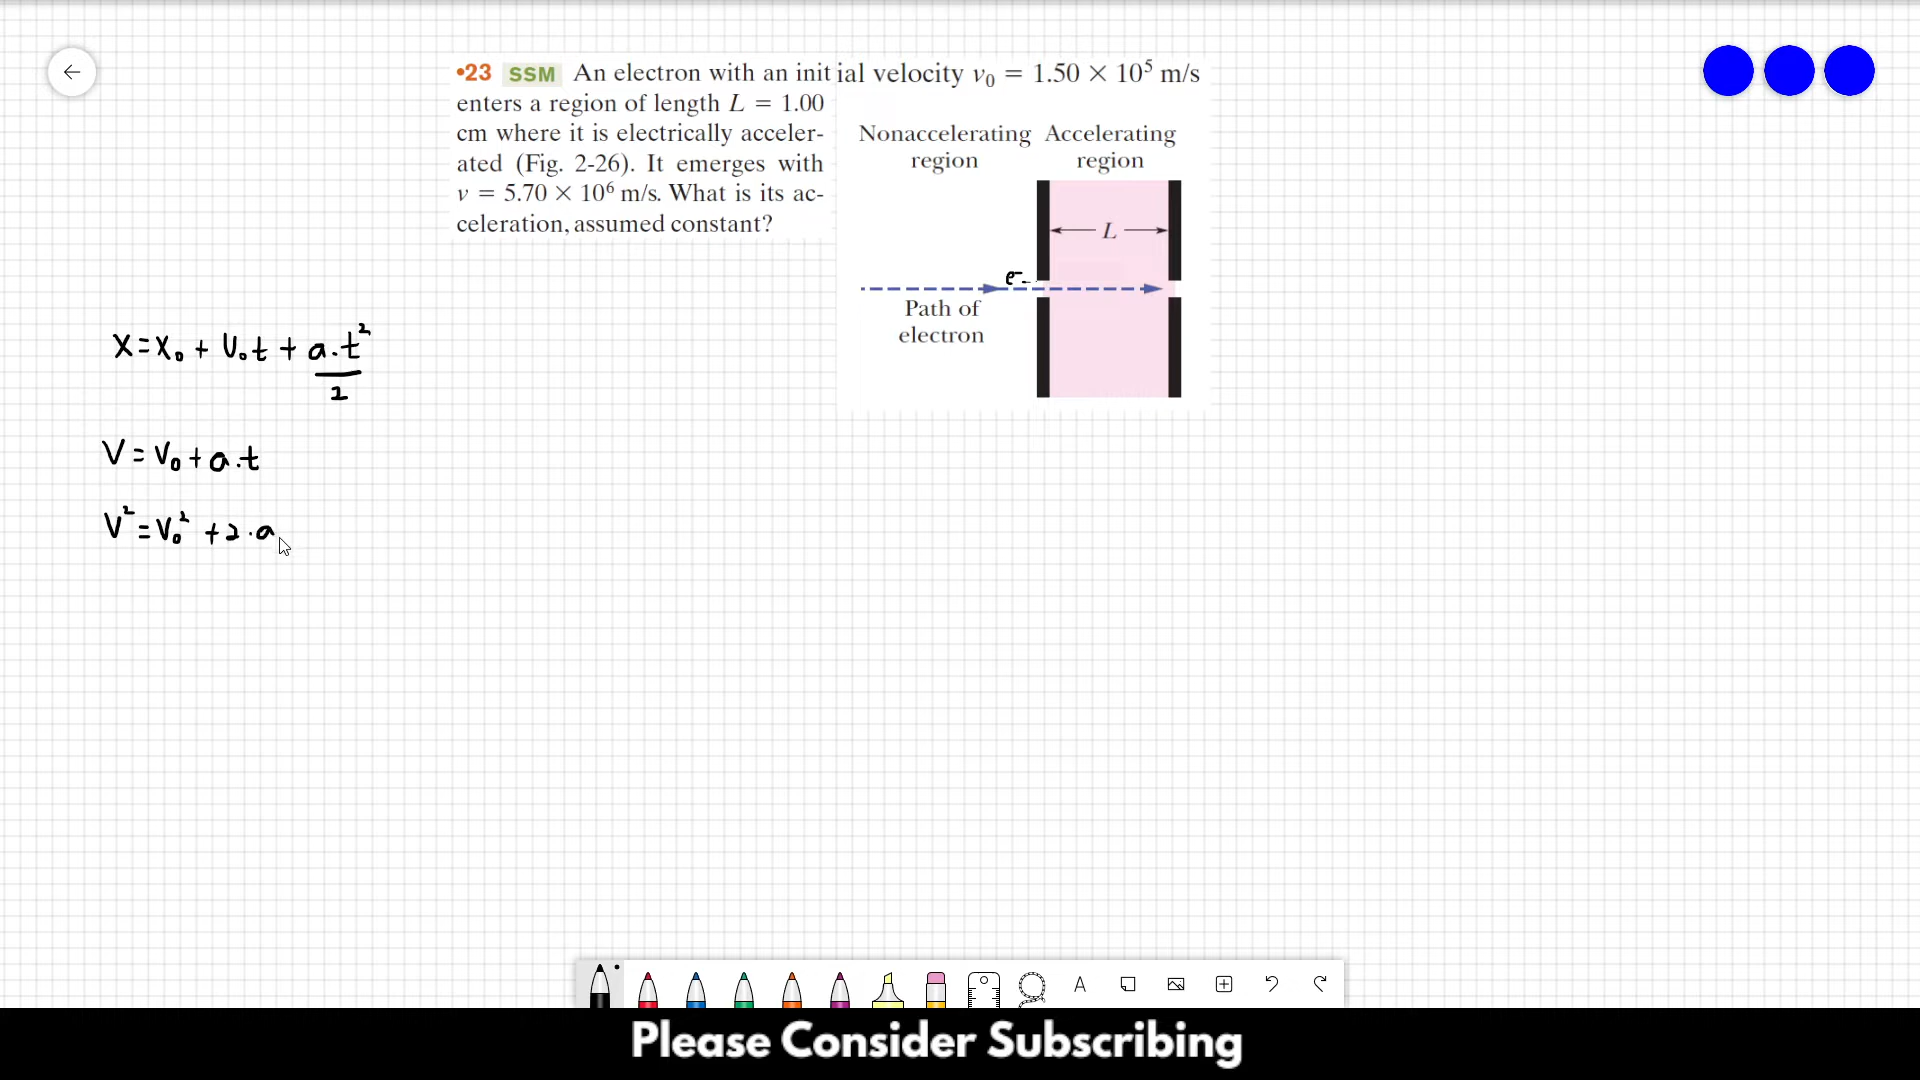 •23 SSM An electron with an initial velocity v₀ = 1.50 × 10⁵ m/s
enters a region of length L = 1.00
cm where it is electrically acceler-
ated (Fig. 2-26). It emerges with
v = 5.70 × 10⁶ m/s. What is its ac-
celeration, assumed constant?
Nonaccelerating
region
Accelerating
region
L
e⁻
Path of
electron
X = X₀ + V₀t + a.t²/2
V = V₀ + a.t
V² = V₀² + 2·a
A
Please Consider Subscribing